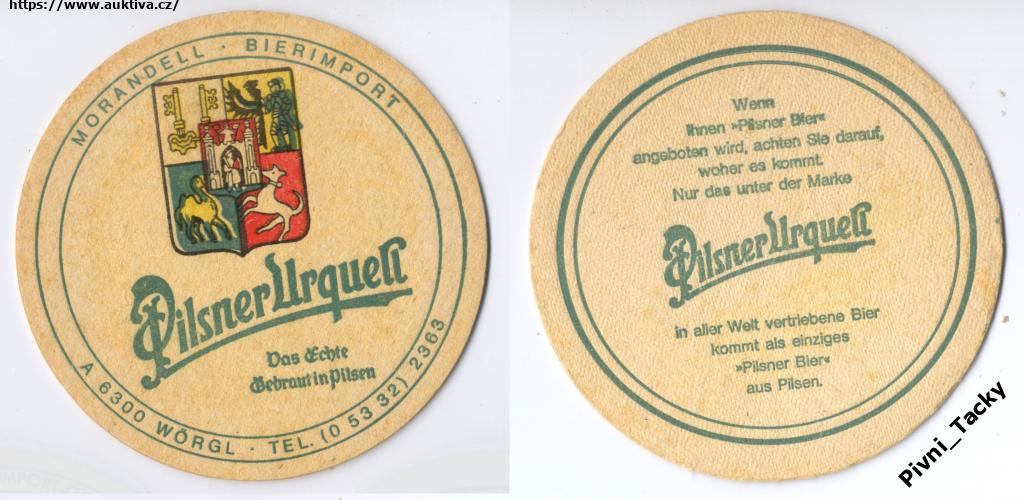 https://www.auktiva.cz/
MORANDELL · BIERIMPORT
Pilsner Urquell
Das Echte
Gebraut in Pilsen
A 6300 WÖRGL · TEL. (0 53 32) 2363
Wenn
Ihnen »Pilsner Bier«
angeboten wird, achten Sie darauf,
woher es kommt.
Nur das unter der Marke
Pilsner Urquell
in aller Welt vertriebene Bier
kommt als einziges
»Pilsner Bier«
aus Pilsen.
Pivni_Tacky